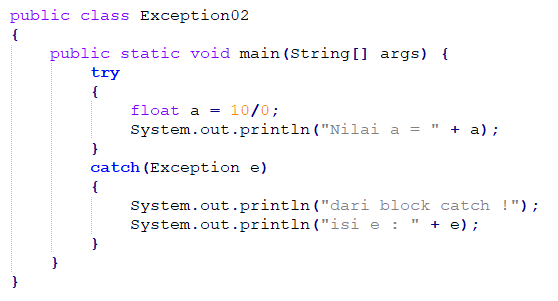 public class Exception02
{
public static void main(String[] args) {
try
{
float a = 10/0;
System.out.println("Nilai a = " + a);
}
catch(Exception e)
{
System.out.println("dari block catch !");
System.out.println("isi e : " + e);
}
}
}